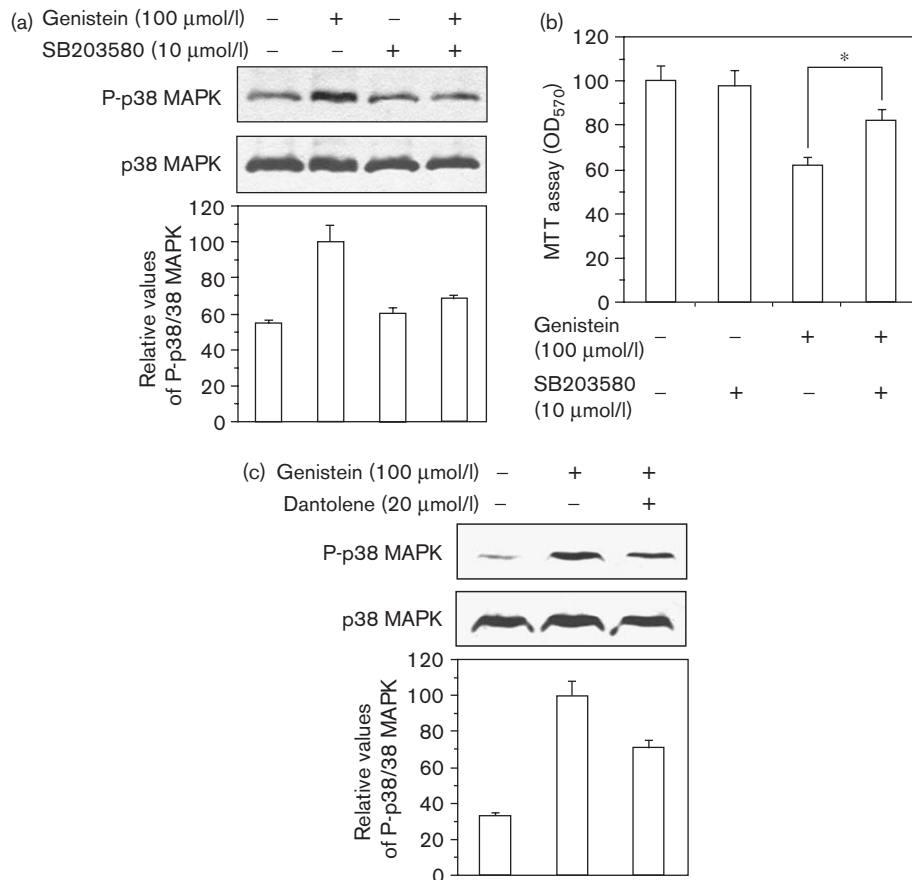 (a) Genistein (100 μmol/l) – + – +
SB203580 (10 μmol/l) – – + +
P-p38 MAPK
p38 MAPK
Relative values
of P-p38/38 MAPK
120
100
80
60
40
20
0
(b)
MTT assay (OD570)
120
100
80
60
40
20
0
*
Genistein
(100 μmol/l) – – + +
SB203580
(10 μmol/l) – + – +
(c) Genistein (100 μmol/l) – + +
Dantolene (20 μmol/l) – – +
P-p38 MAPK
p38 MAPK
Relative values
of P-p38/38 MAPK
120
100
80
60
40
20
0